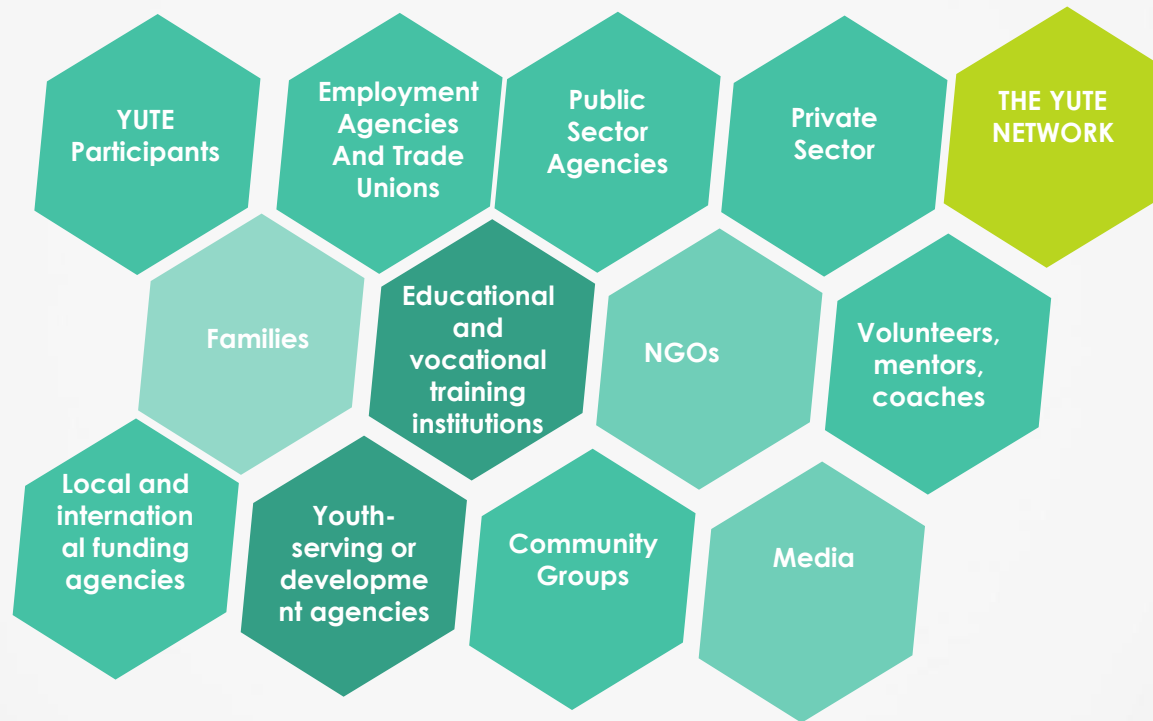 YUTE
Participants
Employment
Agencies
And Trade
Unions
Public
Sector
Agencies
Private
Sector
THE YUTE
NETWORK
Families
Educational
and
vocational
training
institutions
NGOs
Volunteers,
mentors,
coaches
Local and
internation
al funding
agencies
Youth-
serving or
developme
nt agencies
Community
Groups
Media